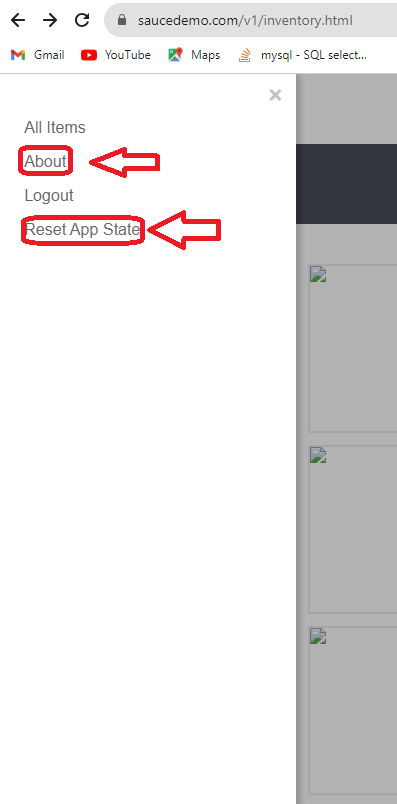 saucedemo.com/v1/inventory.html
Gmail YouTube Maps mysql - SQL select...
×
All Items
About
Logout
Reset App State